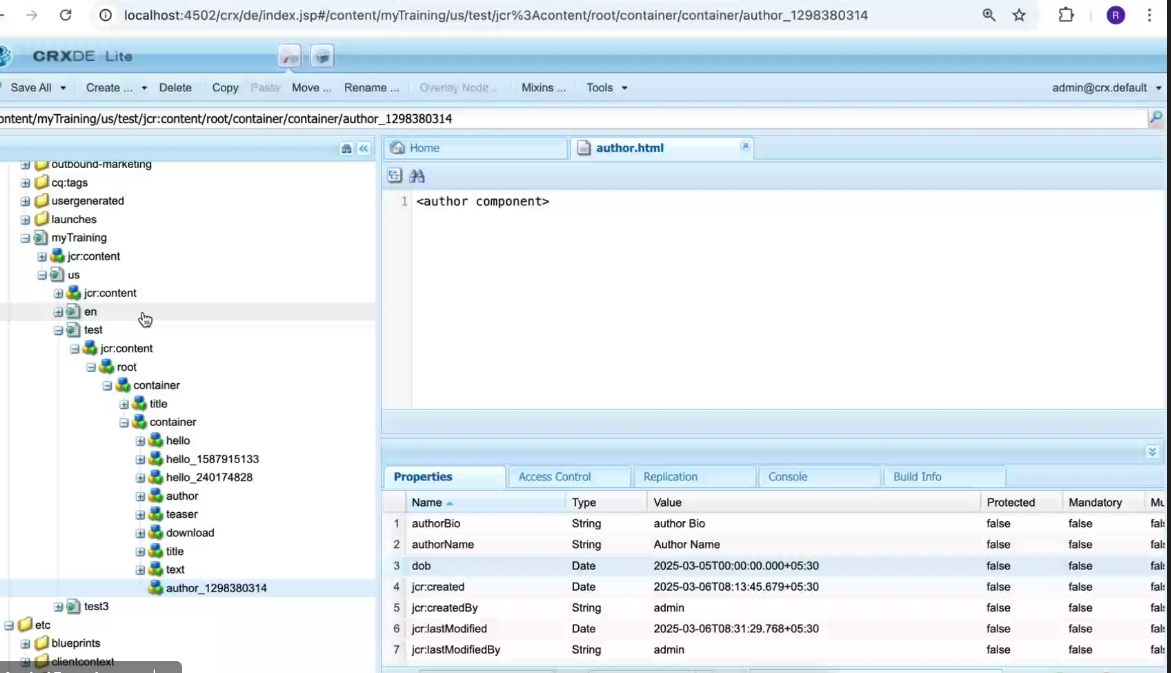 localhost:4502/crx/de/index.jsp#/content/myTraining/us/test/jcr%3Acontent/root/container/container/author_1298380314
R
CRXDE Lite
Save All Create ... Delete Copy Paste Move ... Rename ... Overlay Node... Mixins ... Tools admin@crx.default
ontent/myTraining/us/test/jcr:content/root/container/container/author_1298380314
outbound-marketing
cq:tags
usergenerated
launches
myTraining
jcr:content
us
jcr:content
en
test
jcr:content
root
container
title
container
hello
hello_1587915133
hello_240174828
author
teaser
download
title
text
author_1298380314
test3
etc
blueprints
clientcontext
Home author.html
1 <author component>
Properties Access Control Replication Console Build Info
Name Type Value Protected Mandatory Mu
1 authorBio String author Bio false false fals
2 authorName String Author Name false false fals
3 dob Date 2025-03-05T00:00:00.000+05:30 false false fals
4 jcr:created Date 2025-03-06T08:13:45.679+05:30 false false fals
5 jcr:createdBy String admin false false fals
6 jcr:lastModified Date 2025-03-06T08:31:29.768+05:30 false false fals
7 jcr:lastModifiedBy String admin false false fals